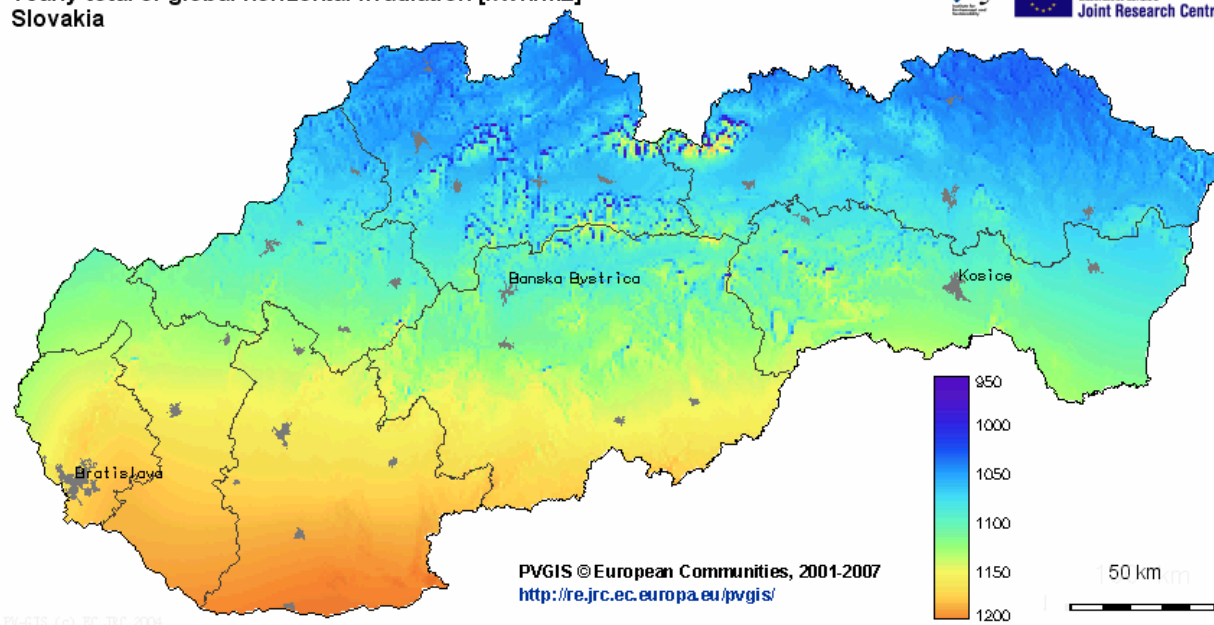 Slovakia
Joint Research Centre
Banska Bystrica
Kosice
Bratislava
950
1000
1050
1100
1150
1200
PVGIS © European Communities, 2001-2007
http://re.jrc.ec.europa.eu/pvgis/
50 km